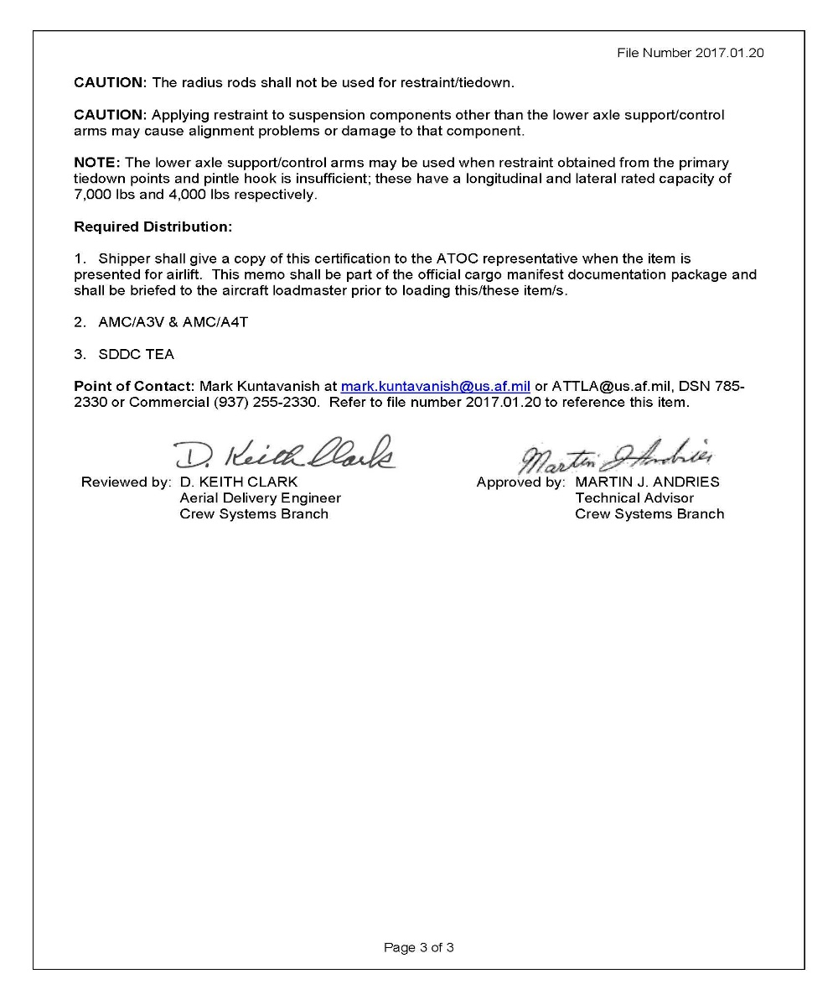 File Number 2017.01.20
CAUTION: The radius rods shall not be used for restraint/tiedown.
CAUTION: Applying restraint to suspension components other than the lower axle support/control
arms may cause alignment problems or damage to that component.
NOTE: The lower axle support/control arms may be used when restraint obtained from the primary
tiedown points and pintle hook is insufficient; these have a longitudinal and lateral rated capacity of
7,000 lbs and 4,000 lbs respectively.
Required Distribution:
1. Shipper shall give a copy of this certification to the ATOC representative when the item is
presented for airlift. This memo shall be part of the official cargo manifest documentation package and
shall be briefed to the aircraft loadmaster prior to loading this/these item/s.
2. AMC/A3V & AMC/A4T
3. SDDC TEA
Point of Contact: Mark Kuntavanish at mark.kuntavanish@us.af.mil or ATTLA@us.af.mil, DSN 785-
2330 or Commercial (937) 255-2330. Refer to file number 2017.01.20 to reference this item.
D. Keith Clark Martin J Andries
Reviewed by: D. KEITH CLARK Approved by: MARTIN J. ANDRIES
Aerial Delivery Engineer Technical Advisor
Crew Systems Branch Crew Systems Branch
Page 3 of 3